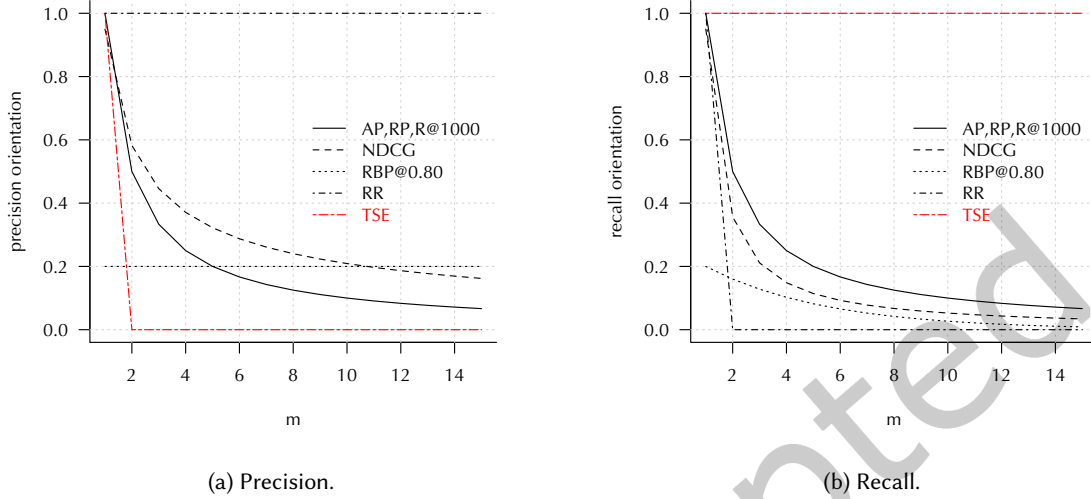 1.0
0.8
0.6
0.4
0.2
0.0
precision orientation
AP,RP,R@1000
NDCG
RBP@0.80
RR
TSE
2 4 6 8 10 12 14
m
(a) Precision.
1.0
0.8
0.6
0.4
0.2
0.0
recall orientation
AP,RP,R@1000
NDCG
RBP@0.80
RR
TSE
2 4 6 8 10 12 14
m
(b) Recall.
pted